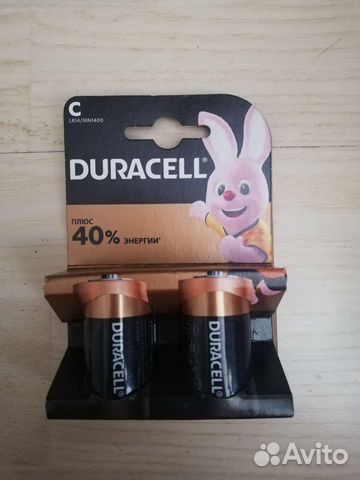 C
LR14/MN1400
DURACELL®
ПЛЮС
40% ЭНЕРГИИ*
DURACELL
DURACELL
Avito